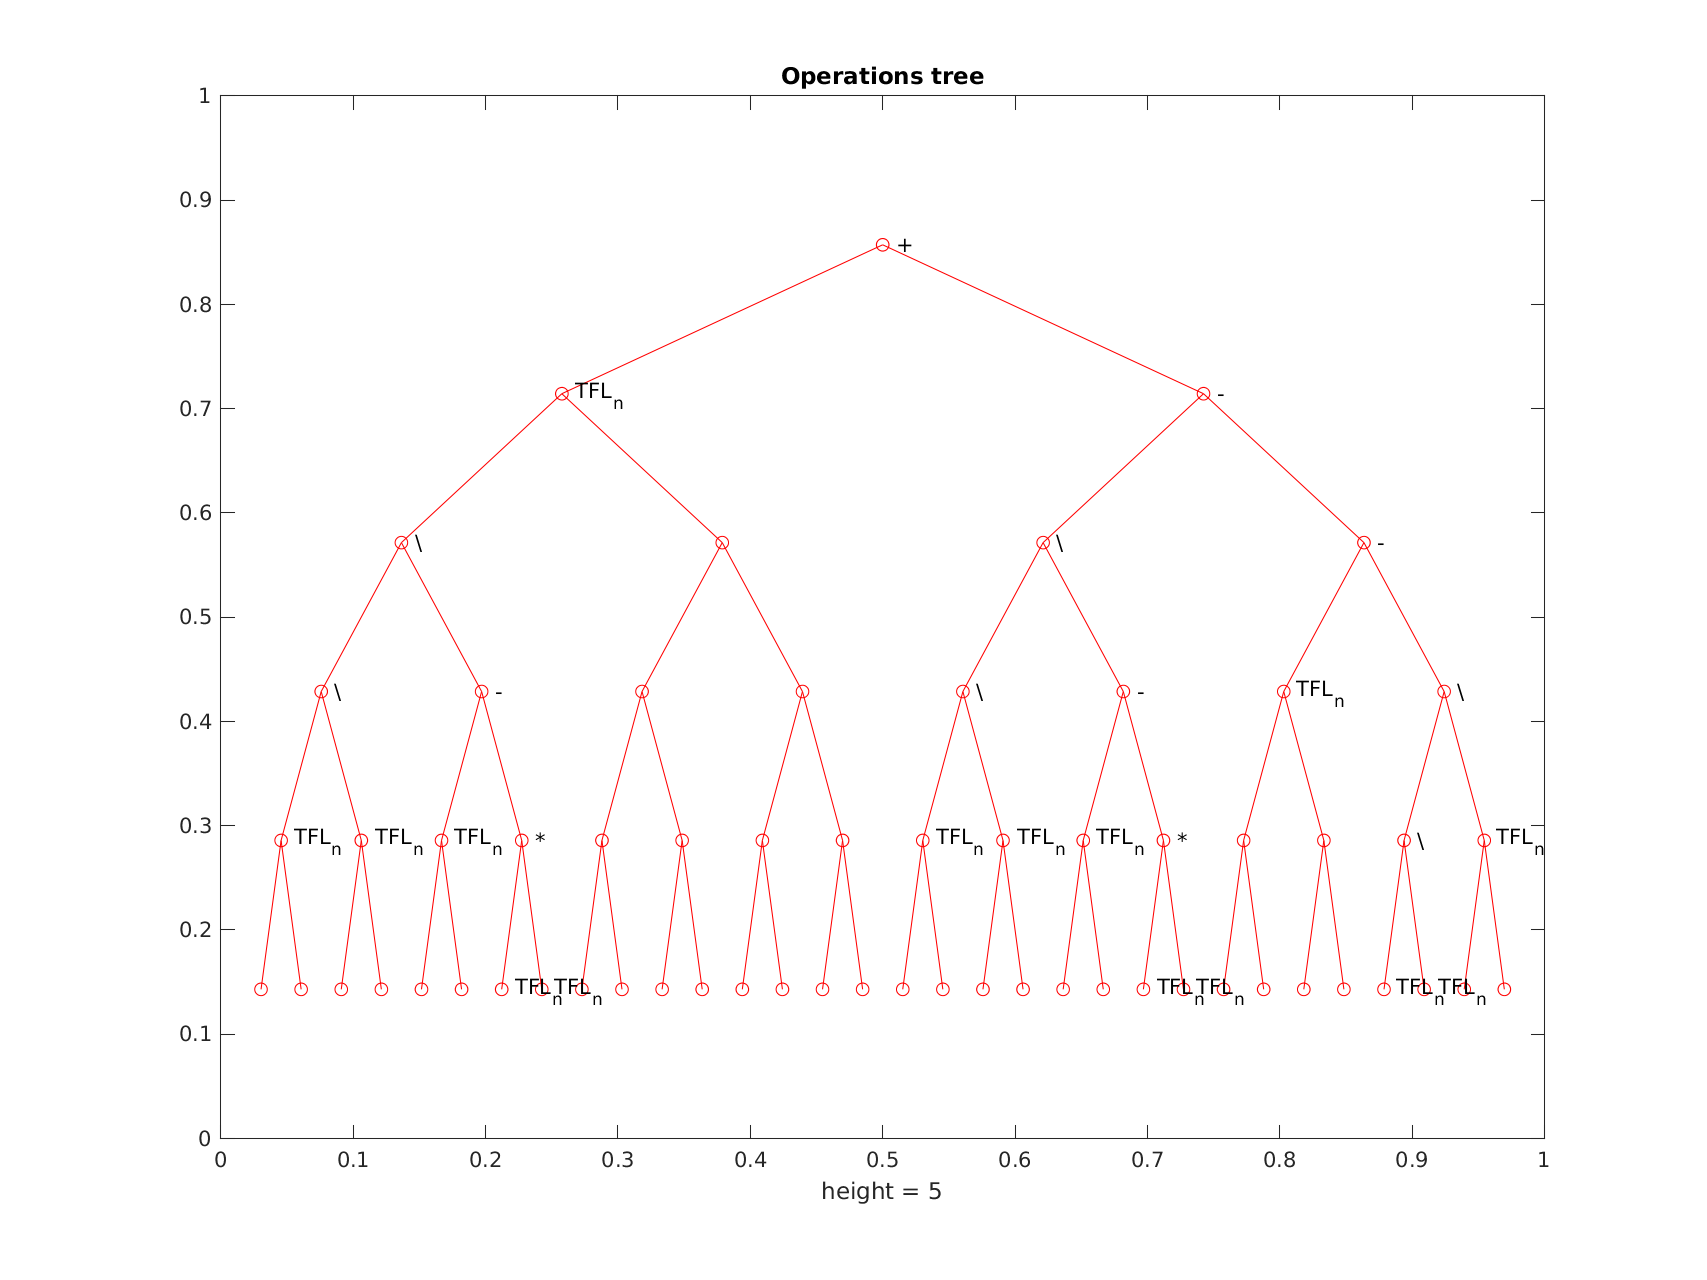 Operations tree
1
0.9
+
0.8
TFLn -
0.7
0.6
\ \ -
0.5
\ - \ - TFLn \
0.4
0.3
TFLn TFLn TFLn * TFLn TFLn TFLn * \ TFLn
0.2
TFLn TFLn TFLn TFLn TFLn TFLn
0.1
0
0 0.1 0.2 0.3 0.4 0.5 0.6 0.7 0.8 0.9 1
height = 5